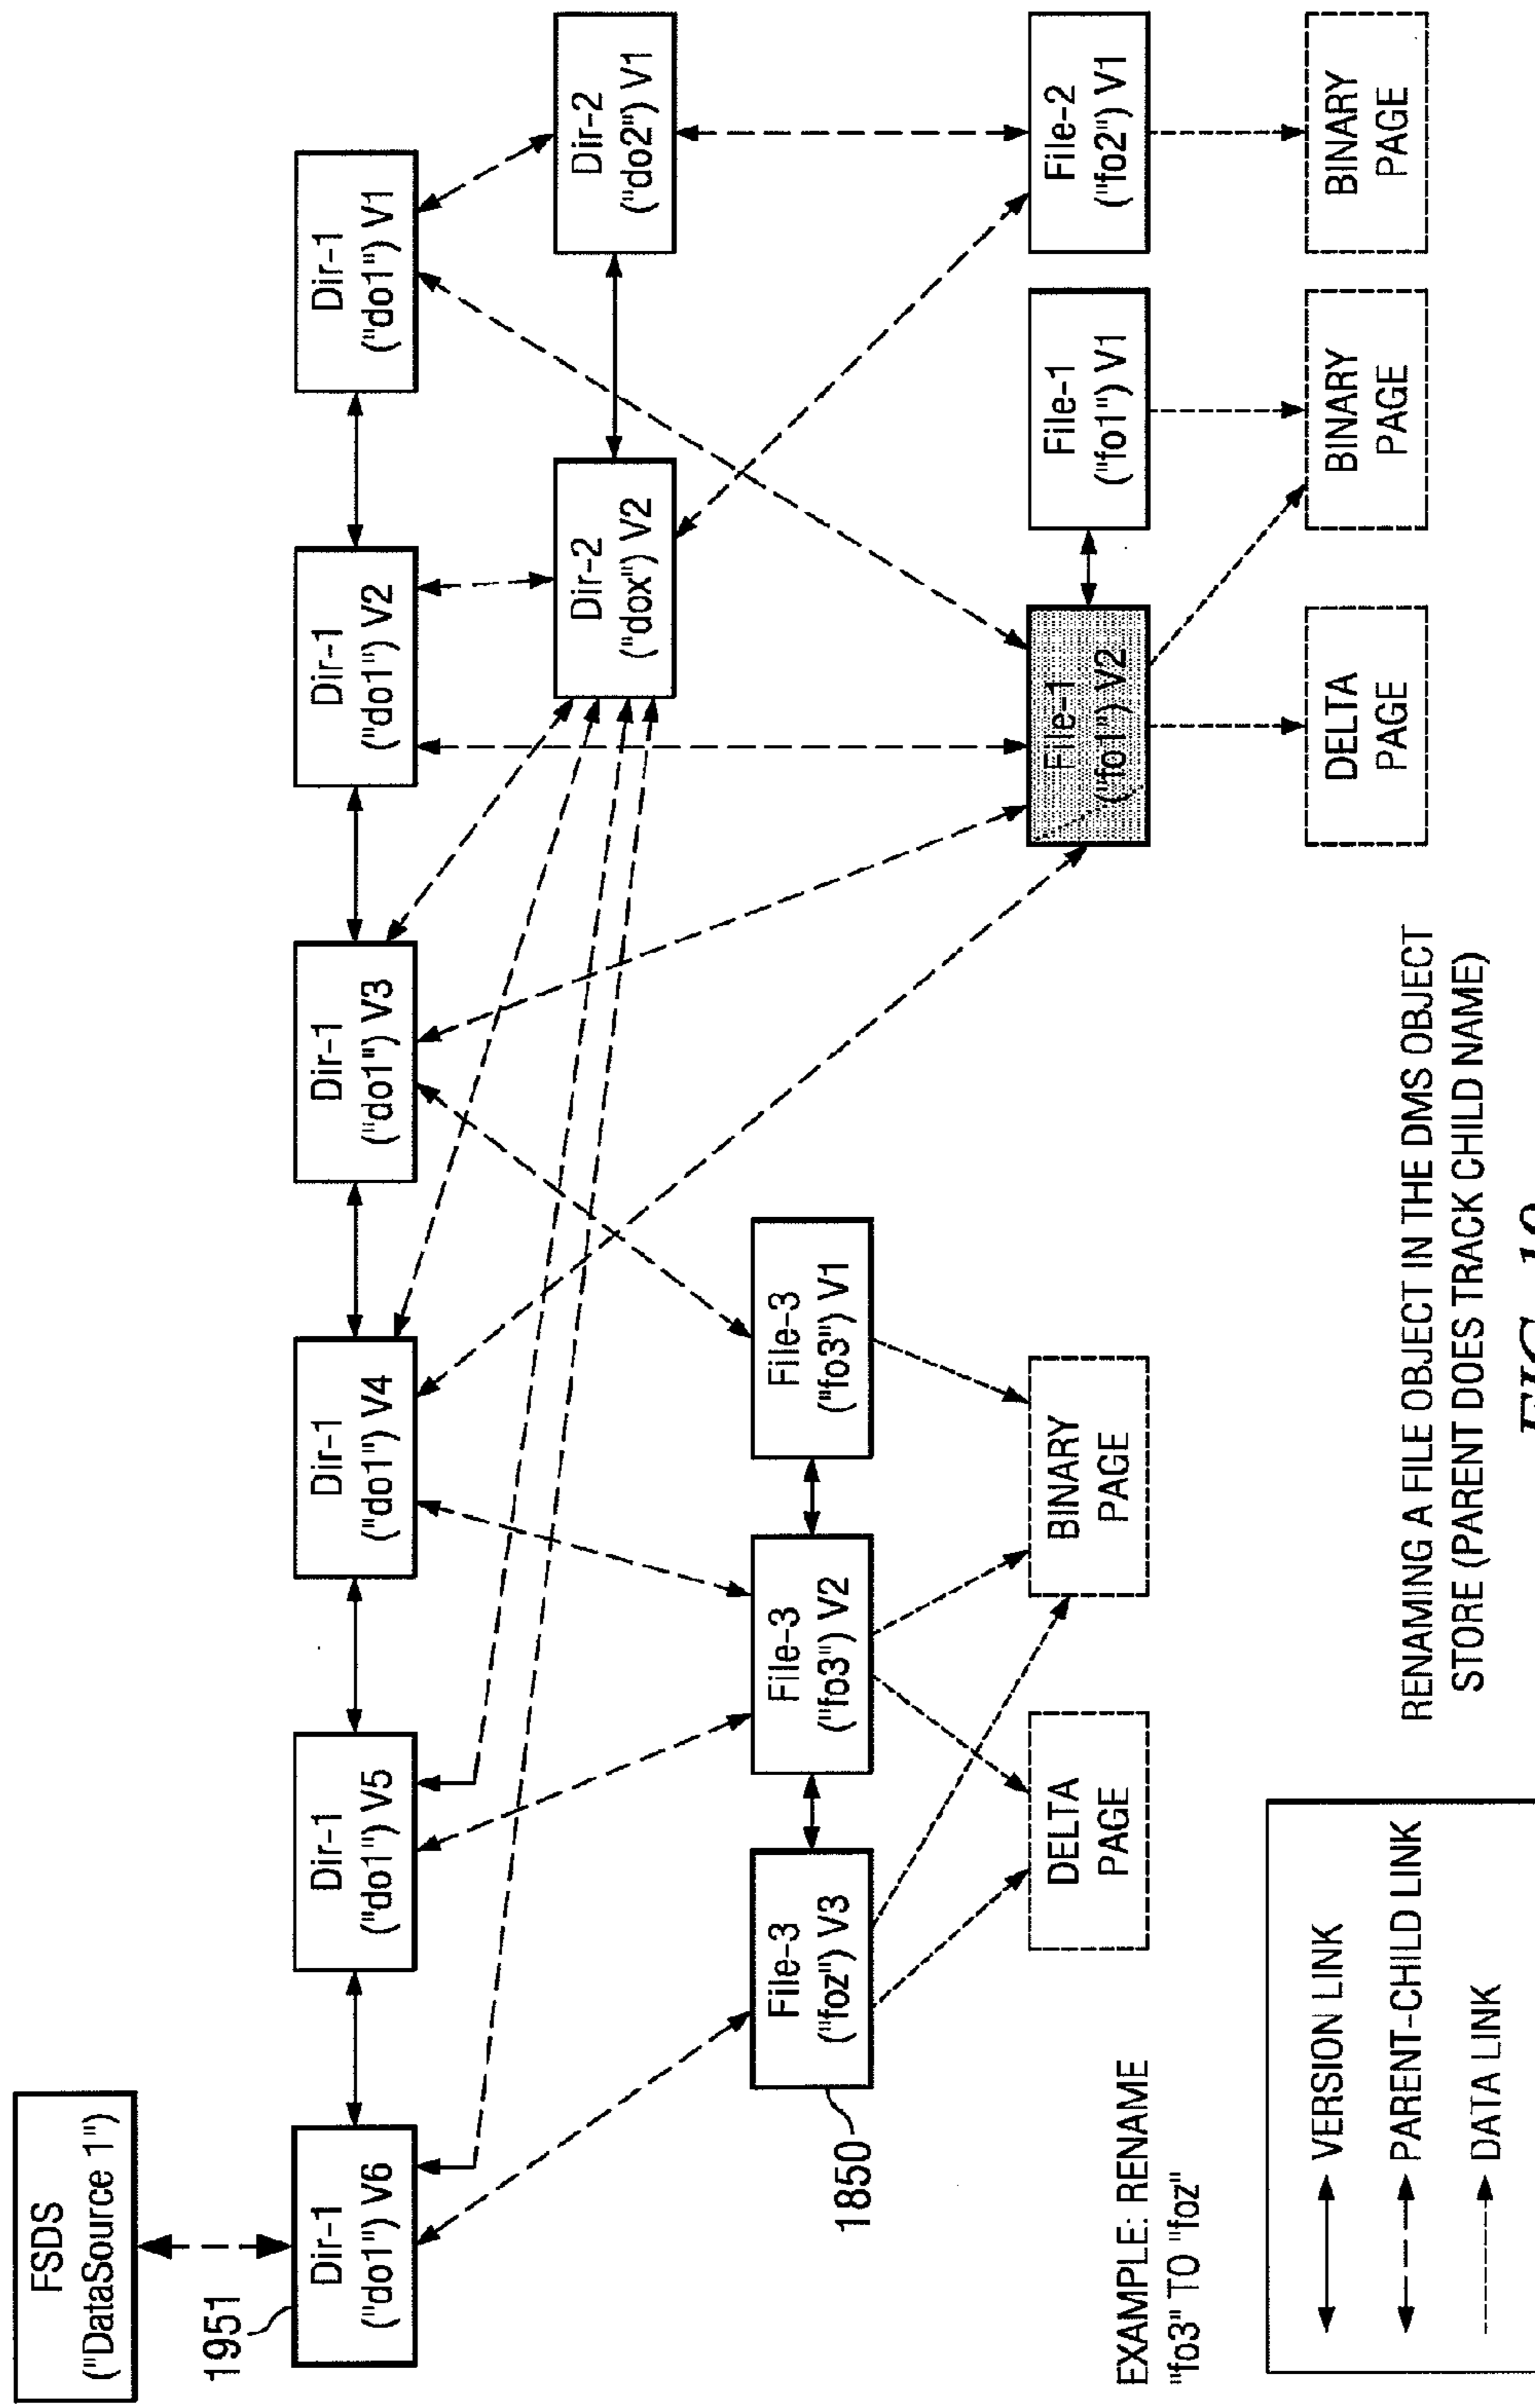 FSDS
("DataSource 1")
1951
Dir-1
("do1") V6
Dir-1
("do1") V5
Dir-1
("do1") V4
Dir-1
("do1") V3
Dir-1
("do1") V2
Dir-1
("do1") V1
Dir-2
("dox") V2
Dir-2
("do2") V1
1850
File-3
("foz") V3
File-3
("fo3") V2
File-3
("fo3") V1
DELTA
PAGE
BINARY
PAGE
File-1
("fo1") V2
File-1
("fo1") V1
File-2
("fo2") V1
DELTA
PAGE
BINARY
PAGE
BINARY
PAGE
EXAMPLE: RENAME
"fo3" TO "foz"
VERSION LINK
PARENT-CHILD LINK
DATA LINK
RENAMING A FILE OBJECT IN THE DMS OBJECT
STORE (PARENT DOES TRACK CHILD NAME)